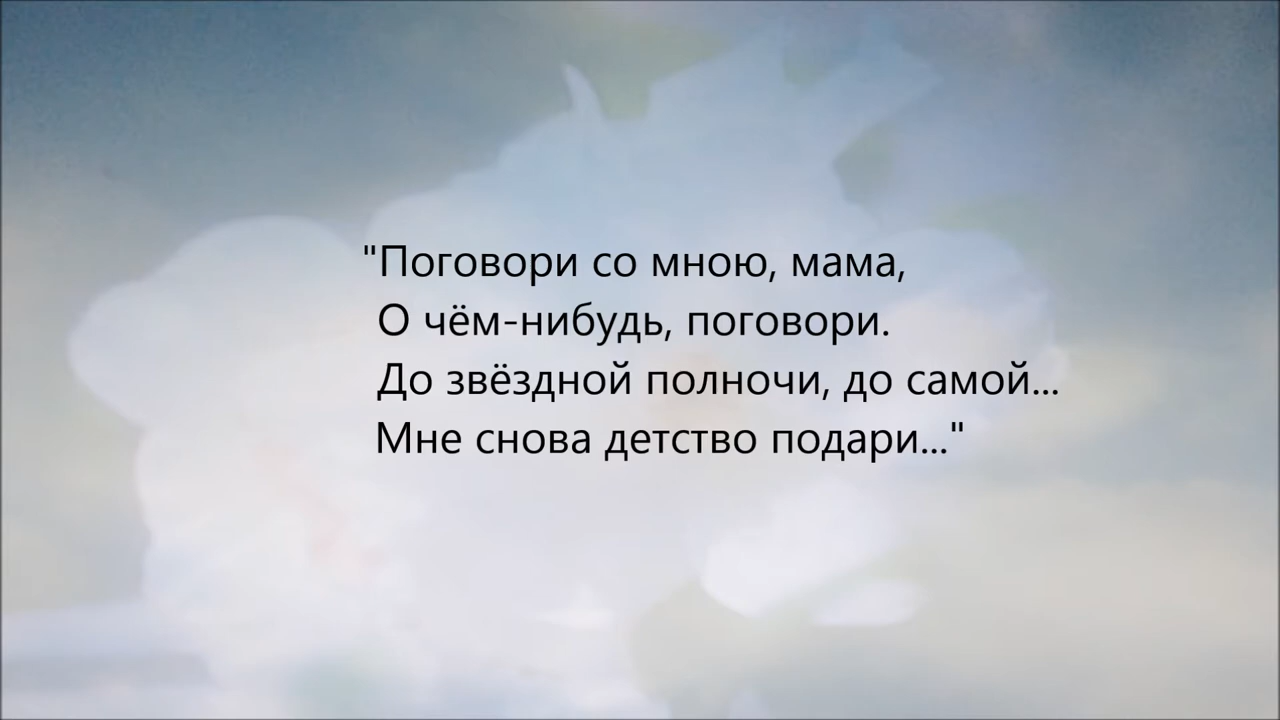 "Поговори со мною, мама,
О чём-нибудь, поговори.
До звёздной полночи, до самой...
Мне снова детство подари..."